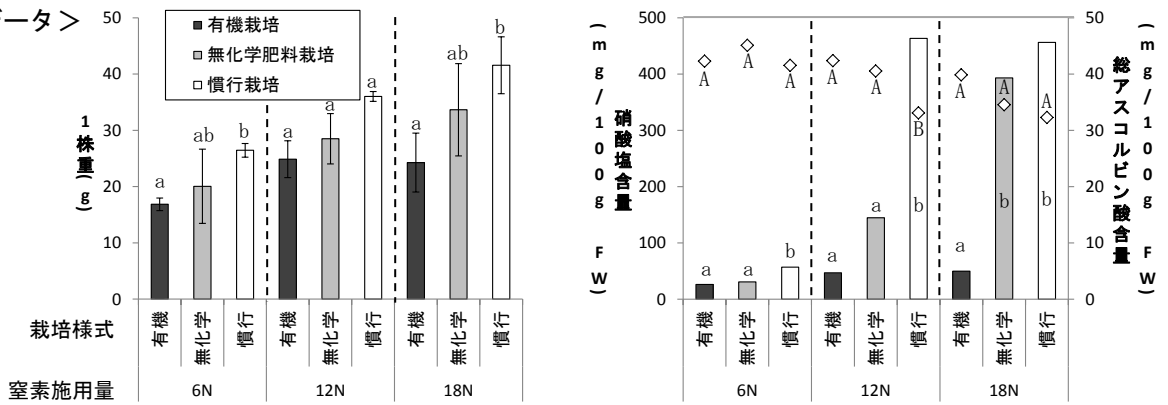 ータ＞
50
40
30
20
10
0
1株重(g)
有機栽培
無化学肥料栽培
慣行栽培
a
ab
b
a
a
a
a
ab
b
栽培様式
有機
無化学
慣行
有機
無化学
慣行
有機
無化学
慣行
窒素施用量
6N
12N
18N
硝酸塩含量
(mg/100g FW)
500
400
300
200
100
0
A
A
A
A
A
B
A
A
A
a
a
b
a
a
b
a
b
b
50
40
30
20
10
0
総アスコルビン酸含量
(mg/100g FW)
有機
無化学
慣行
有機
無化学
慣行
有機
無化学
慣行
6N
12N
18N